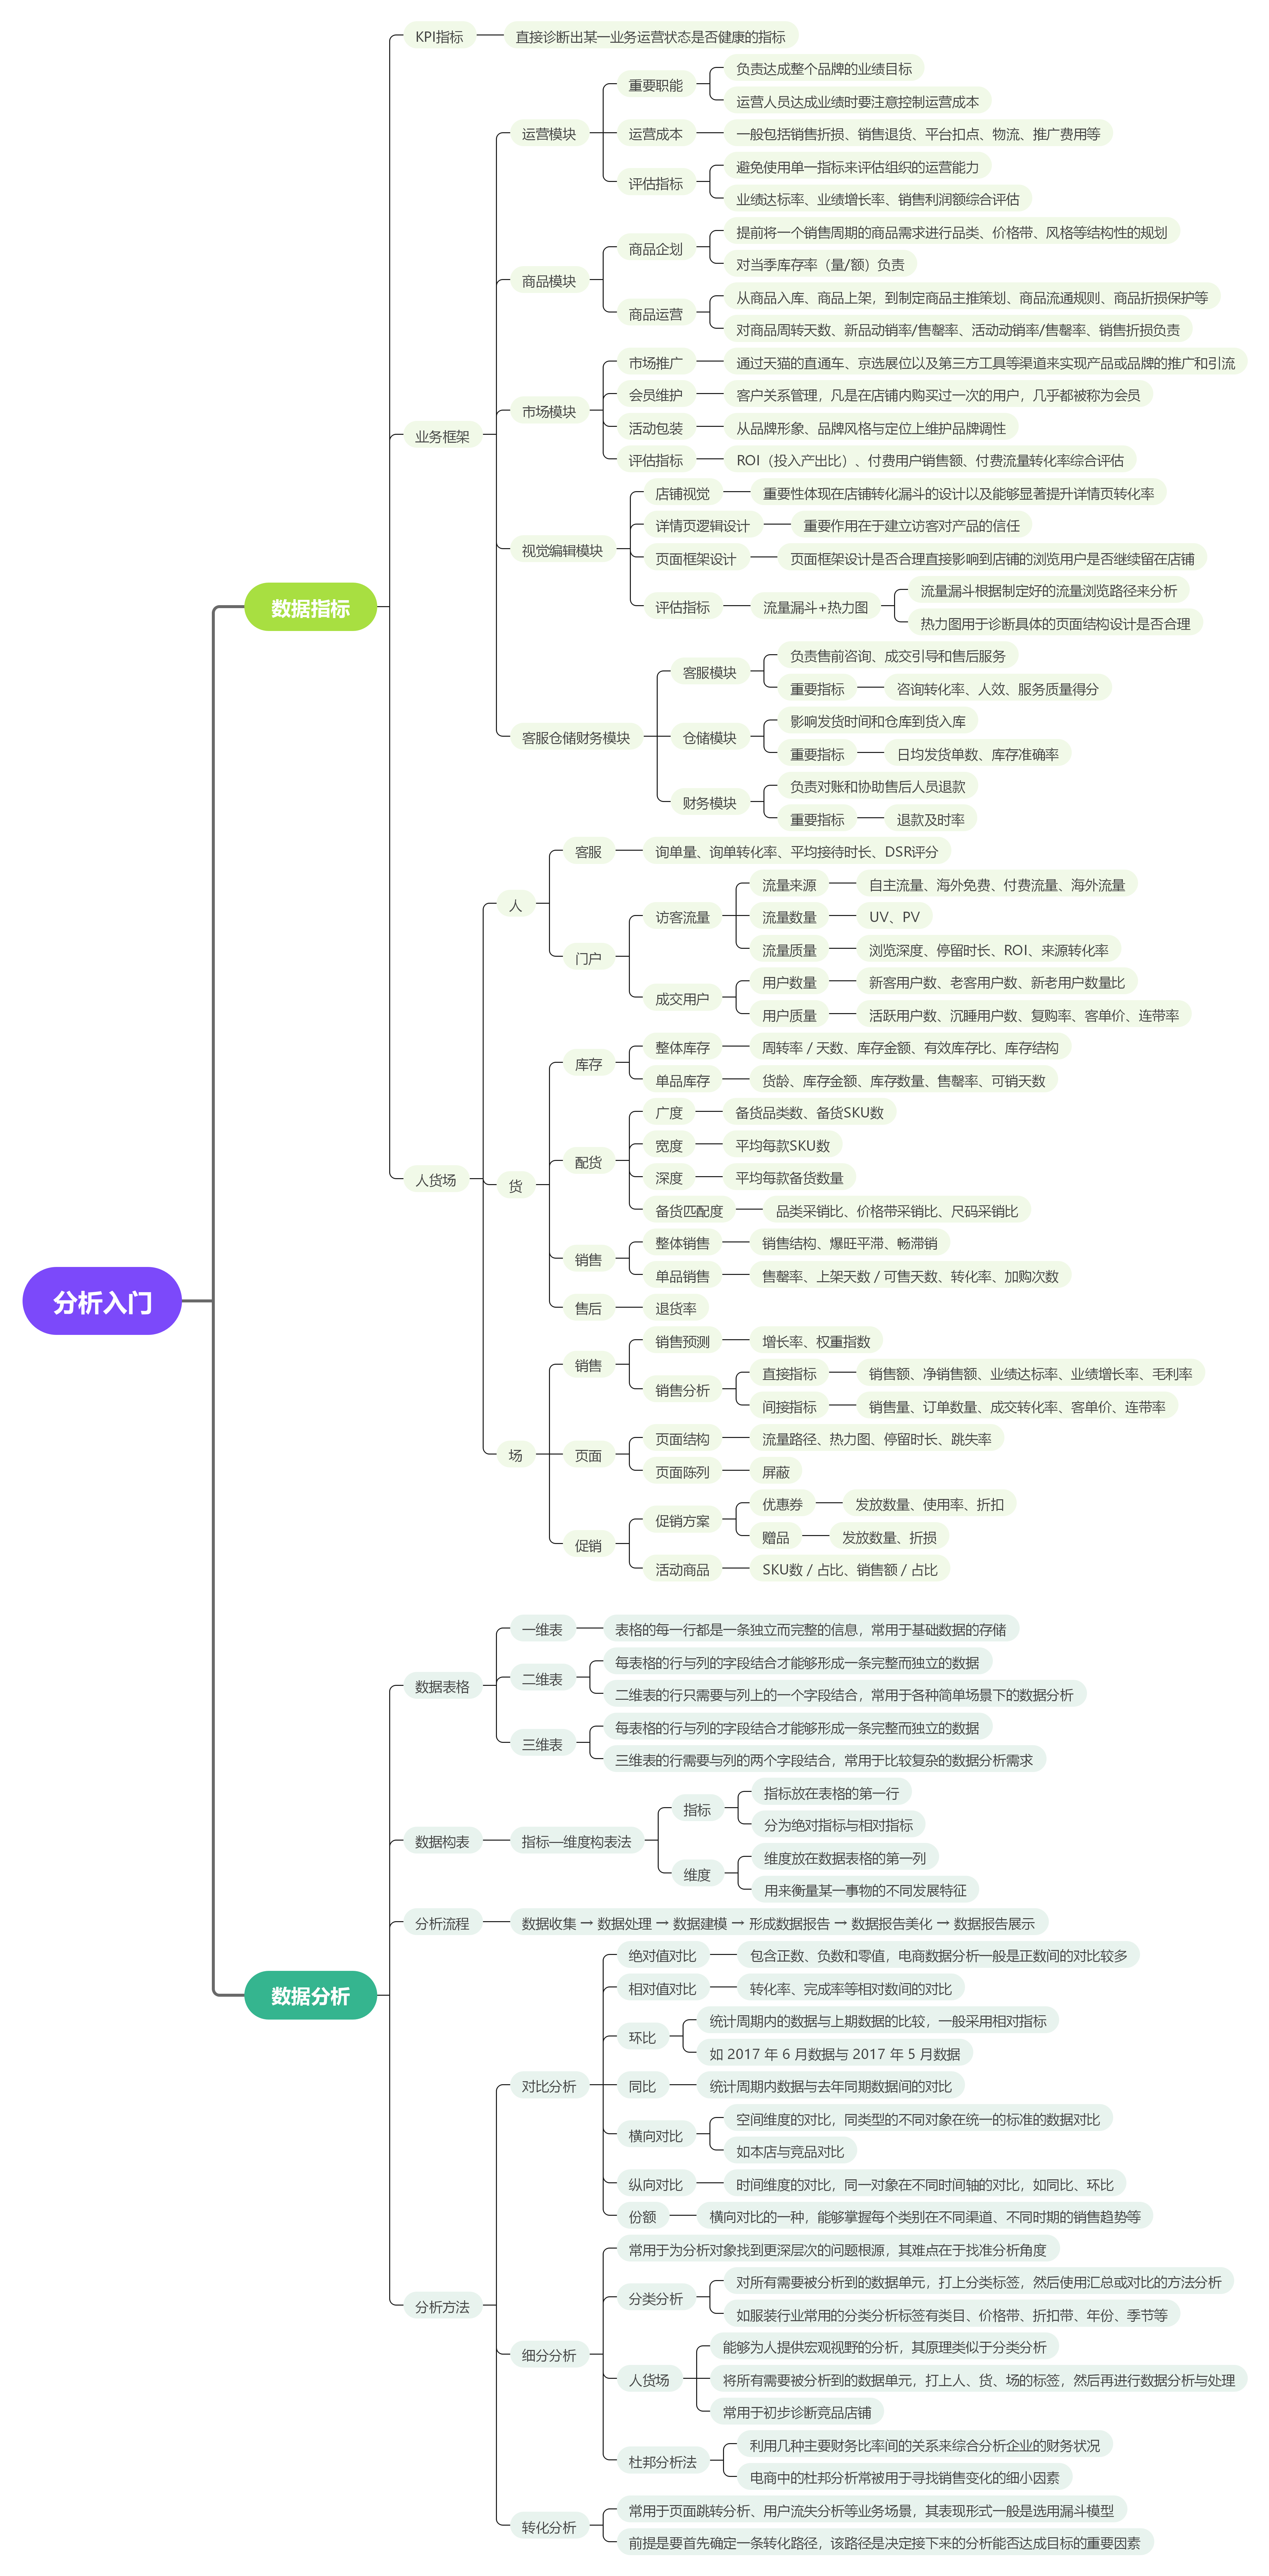 分析入门
数据指标
KPI指标
直接诊断出某一业务运营状态是否健康的指标
业务框架
运营模块
重要职能
负责达成整个品牌的业绩目标
运营人员达成业绩时要注意控制运营成本
运营成本
一般包括销售折损、销售退货、平台扣点、物流、推广费用等
评估指标
避免使用单一指标来评估组织的运营能力
业绩达标率、业绩增长率、销售利润额综合评估
商品模块
商品企划
提前将一个销售周期的商品需求进行品类、价格带、风格等结构性的规划
对当季库存率（量/额）负责
商品运营
从商品入库、商品上架，到制定商品主推策划、商品流通规则、商品折损保护等
对商品周转天数、新品动销率/售罄率、活动动销率/售罄率、销售折损负责
市场模块
市场推广
通过天猫的直通车、京选展位以及第三方工具等渠道来实现产品或品牌的推广和引流
会员维护
客户关系管理，凡是在店铺内购买过一次的用户，几乎都被称为会员
活动包装
从品牌形象、品牌风格与定位上维护品牌调性
评估指标
ROI（投入产出比）、付费用户销售额、付费流量转化率综合评估
视觉编辑模块
店铺视觉
重要性体现在店铺转化漏斗的设计以及能够显著提升详情页转化率
详情页逻辑设计
重要作用在于建立访客对产品的信任
页面框架设计
页面框架设计是否合理直接影响到店铺的浏览用户是否继续留在店铺
评估指标
流量漏斗+热力图
流量漏斗根据制定好的流量浏览路径来分析
热力图用于诊断具体的页面结构设计是否合理
客服仓储财务模块
客服模块
负责售前咨询、成交引导和售后服务
重要指标
咨询转化率、人效、服务质量得分
仓储模块
影响发货时间和仓库到货入库
重要指标
日均发货单数、库存准确率
财务模块
负责对账和协助售后人员退款
重要指标
退款及时率
人货场
人
客服
询单量、询单转化率、平均接待时长、DSR评分
门户
访客流量
流量来源
自主流量、海外免费、付费流量、海外流量
流量数量
UV、PV
流量质量
浏览深度、停留时长、ROI、来源转化率
成交用户
用户数量
新客用户数、老客用户数、新老用户数量比
用户质量
活跃用户数、沉睡用户数、复购率、客单价、连带率
货
库存
整体库存
周转率 / 天数、库存金额、有效库存比、库存结构
单品库存
货龄、库存金额、库存数量、售罄率、可销天数
配货
广度
备货品类数、备货SKU数
宽度
平均每款SKU数
深度
平均每款备货数量
备货匹配度
品类采销比、价格带采销比、尺码采销比
销售
整体销售
销售结构、爆旺平滞、畅滞销
单品销售
售罄率、上架天数 / 可售天数、转化率、加购次数
售后
退货率
场
销售
销售预测
增长率、权重指数
销售分析
直接指标
销售额、净销售额、业绩达标率、业绩增长率、毛利率
间接指标
销售量、订单数量、成交转化率、客单价、连带率
页面
页面结构
流量路径、热力图、停留时长、跳失率
页面陈列
屏蔽
促销
促销方案
优惠券
发放数量、使用率、折扣
赠品
发放数量、折损
活动商品
SKU数 / 占比、销售额 / 占比
数据分析
数据表格
一维表
表格的每一行都是一条独立而完整的信息，常用于基础数据的存储
二维表
每表格的行与列的字段结合才能够形成一条完整而独立的数据
二维表的行只需要与列上的一个字段结合，常用于各种简单场景下的数据分析
三维表
每表格的行与列的字段结合才能够形成一条完整而独立的数据
三维表的行需要与列的两个字段结合，常用于比较复杂的数据分析需求
数据构表
指标—维度构表法
指标
指标放在表格的第一行
分为绝对指标与相对指标
维度
维度放在数据表格的第一列
用来衡量某一事物的不同发展特征
分析流程
数据收集 → 数据处理 → 数据建模 → 形成数据报告 → 数据报告美化 → 数据报告展示
分析方法
对比分析
绝对值对比
包含正数、负数和零值，电商数据分析一般是正数间的对比较多
相对值对比
转化率、完成率等相对数间的对比
环比
统计周期内的数据与上期数据的比较，一般采用相对指标
如 2017 年 6 月数据与 2017 年 5 月数据
同比
统计周期内数据与去年同期数据间的对比
横向对比
空间维度的对比，同类型的不同对象在统一的标准的数据对比
如本店与竞品对比
纵向对比
时间维度的对比，同一对象在不同时间轴的对比，如同比、环比
份额
横向对比的一种，能够掌握每个类别在不同渠道、不同时期的销售趋势等
细分分析
常用于为分析对象找到更深层次的问题根源，其难点在于找准分析角度
分类分析
对所有需要被分析到的数据单元，打上分类标签，然后使用汇总或对比的方法分析
如服装行业常用的分类分析标签有类目、价格带、折扣带、年份、季节等
人货场
能够为人提供宏观视野的分析，其原理类似于分类分析
将所有需要被分析到的数据单元，打上人、货、场的标签，然后再进行数据分析与处理
常用于初步诊断竞品店铺
杜邦分析法
利用几种主要财务比率间的关系来综合分析企业的财务状况
电商中的杜邦分析常被用于寻找销售变化的细小因素
转化分析
常用于页面跳转分析、用户流失分析等业务场景，其表现形式一般是选用漏斗模型
前提是要首先确定一条转化路径，该路径是决定接下来的分析能否达成目标的重要因素